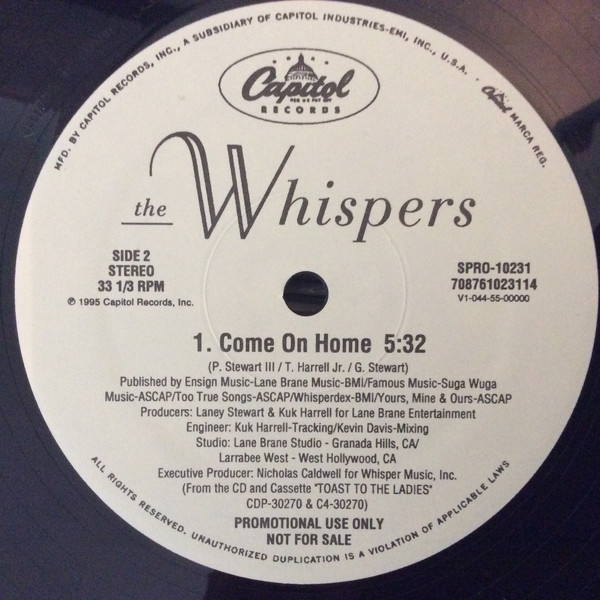 MFD. BY CAPITOL RECORDS, INC., A SUBSIDIARY OF CAPITOL INDUSTRIES-EMI, INC., U.S.A. . Capitol MARCA REG.
Capitol
REG. U.S. PAT. OFF.
RECORDS
the Whispers
SIDE 2
STEREO
33 1/3 RPM
℗ 1995 Capitol Records, Inc.
SPRO-10231
708761023114
V1-044-55-00000
1. Come On Home 5:32
(P. Stewart III / T. Harrell Jr. / G. Stewart)
Published by Ensign Music-Lane Brane Music-BMI/Famous Music-Suga Wuga
Music-ASCAP/Too True Songs-ASCAP/Whisperdex-BMI/Yours, Mine & Ours-ASCAP
Producers: Laney Stewart & Kuk Harrell for Lane Brane Entertainment
Engineer: Kuk Harrell-Tracking/Kevin Davis-Mixing
Studio: Lane Brane Studio - Granada Hills, CA/
Larrabee West - West Hollywood, CA
Executive Producer: Nicholas Caldwell for Whisper Music, Inc.
(From the CD and Cassette "TOAST TO THE LADIES"
CDP-30270 & C4-30270)
PROMOTIONAL USE ONLY
NOT FOR SALE
ALL RIGHTS RESERVED. UNAUTHORIZED DUPLICATION IS A VIOLATION OF APPLICABLE LAWS